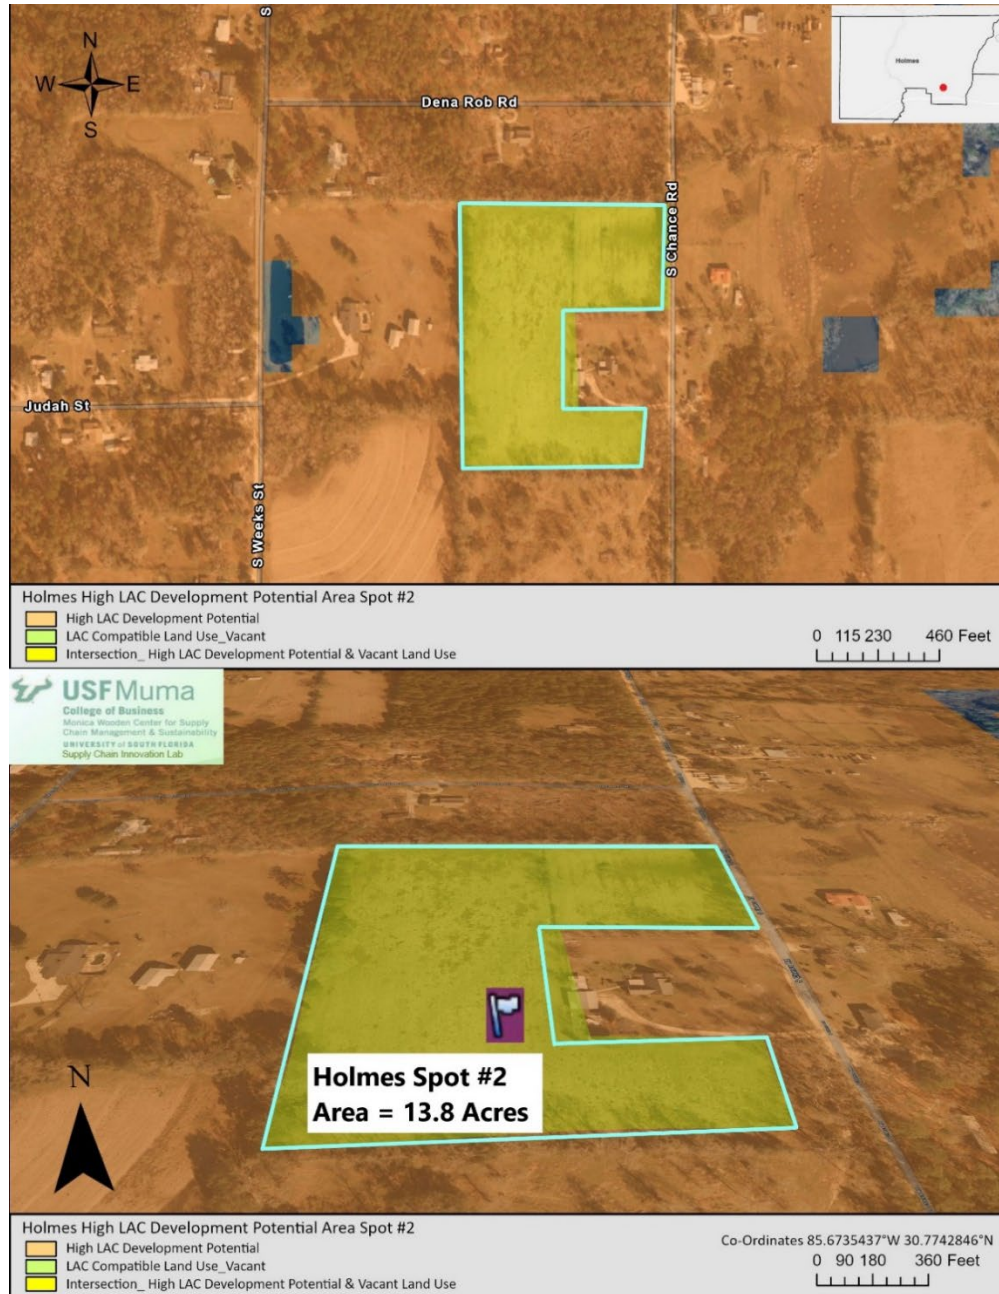 S
N
W E
S
Holmes
Dena Rob Rd
S Chance Rd
Judah St
S Weeks St
Holmes High LAC Development Potential Area Spot #2
High LAC Development Potential
LAC Compatible Land Use_Vacant
Intersection_ High LAC Development Potential & Vacant Land Use
0 115 230 460 Feet
USF Muma
College of Business
Monica Wooden Center for Supply
Chain Management & Sustainability
UNIVERSITY of SOUTH FLORIDA
Supply Chain Innovation Lab
Holmes Spot #2
Area = 13.8 Acres
N
Holmes High LAC Development Potential Area Spot #2
High LAC Development Potential
LAC Compatible Land Use_Vacant
Intersection_ High LAC Development Potential & Vacant Land Use
Co-Ordinates 85.6735437°W 30.7742846°N
0 90 180 360 Feet